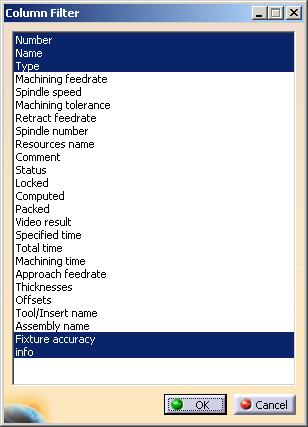 Column Filter
Number
Name
Type
Machining feedrate
Spindle speed
Machining tolerance
Retract feedrate
Spindle number
Resources name
Comment
Status
Locked
Computed
Packed
Video result
Specified time
Total time
Machining time
Approach feedrate
Thicknesses
Offsets
Tool/Insert name
Assembly name
Fixture accuracy
info
OK Cancel